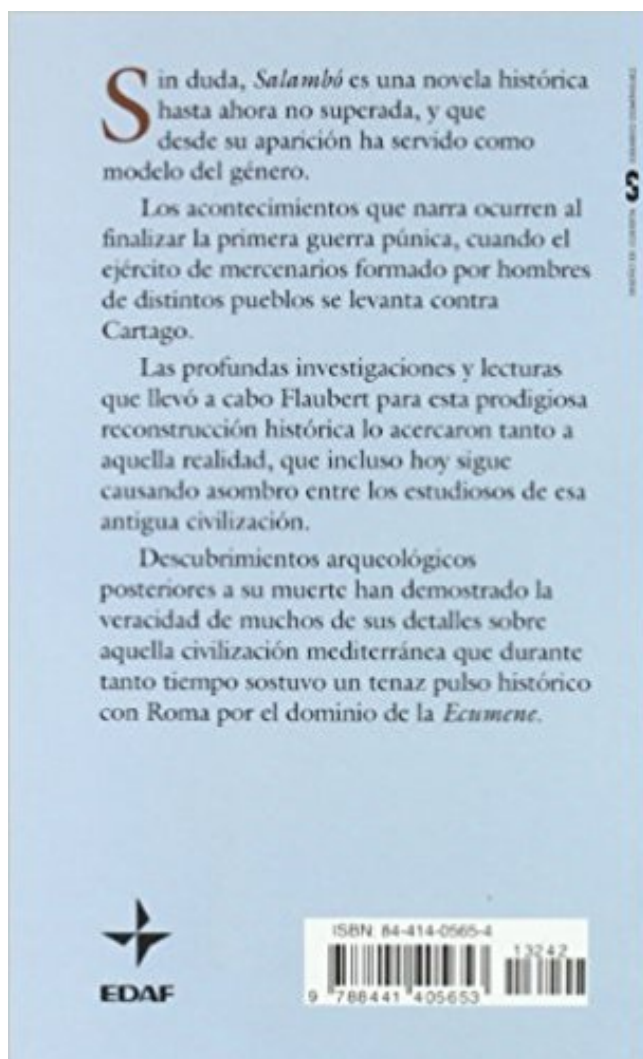 Sin duda, Salambó es una novela histórica
hasta ahora no superada, y que
desde su aparición ha servido como
modelo del género.
Los acontecimientos que narra ocurren al
finalizar la primera guerra púnica, cuando el
ejército de mercenarios formado por hombres
de distintos pueblos se levanta contra
Cartago.
Las profundas investigaciones y lecturas
que llevó a cabo Flaubert para esta prodigiosa
reconstrucción histórica lo acercaron tanto a
aquella realidad, que incluso hoy sigue
causando asombro entre los estudiosos de esa
antigua civilización.
Descubrimientos arqueológicos
posteriores a su muerte han demostrado la
veracidad de muchos de sus detalles sobre
aquella civilización mediterránea que durante
tanto tiempo sostuvo un tenaz pulso histórico
con Roma por el dominio de la Ecumene.
EDAF
ISBN: 84-414-0565-4
13242
9 788441 405653